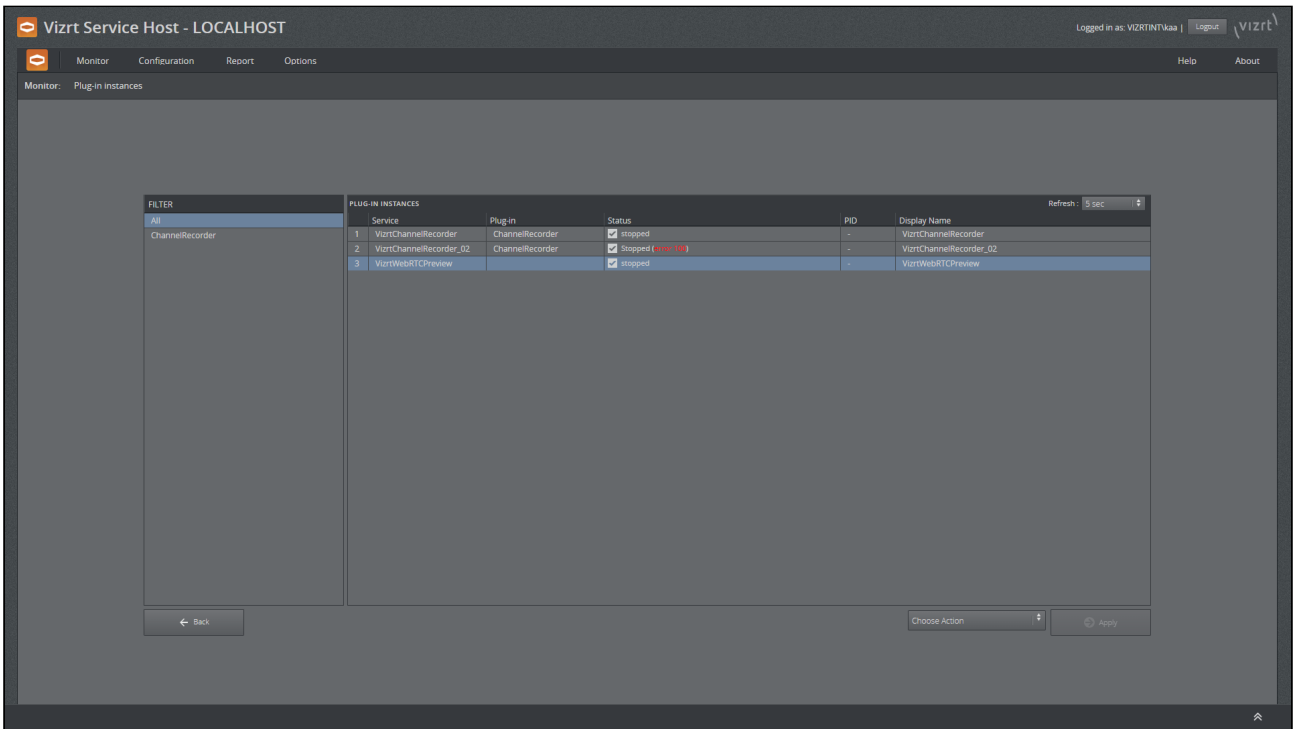 Vizrt Service Host - LOCALHOST
Logged in as: VIZRTINT\kaa | Logout vizrt
Monitor Configuration Report Options Help About
Monitor: Plug-in instances
FILTER
All
ChannelRecorder
PLUG-IN INSTANCES Refresh : 5 sec
Service Plug-in Status PID Display Name
1 VizrtChannelRecorder ChannelRecorder stopped - VizrtChannelRecorder
2 VizrtChannelRecorder_02 ChannelRecorder Stopped ( ) - VizrtChannelRecorder_02
3 VizrtWebRTCPreview stopped - VizrtWebRTCPreview
Back Choose Action Apply